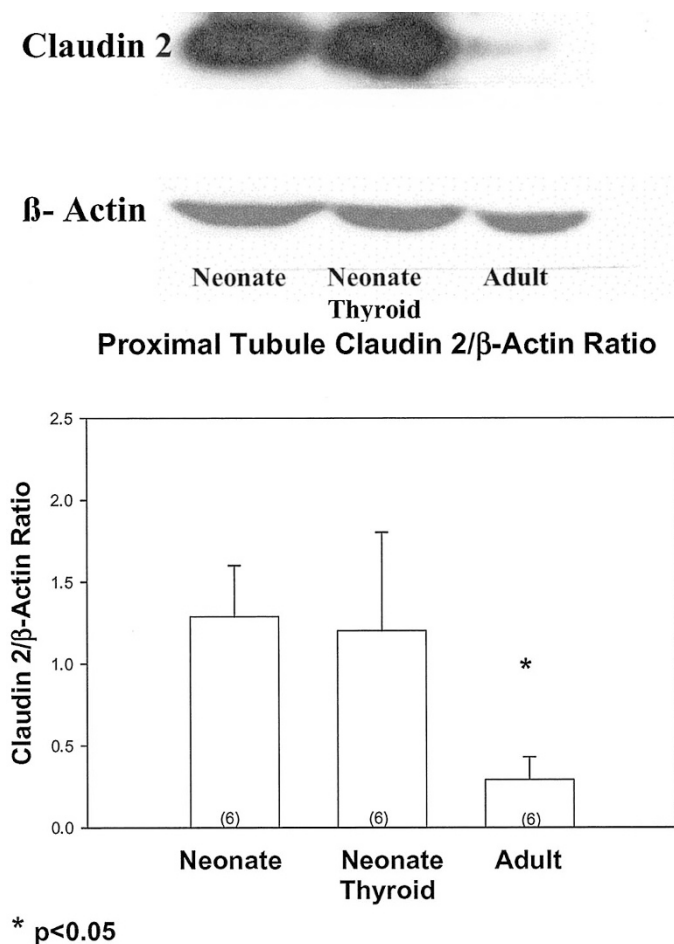 Claudin 2
ß- Actin
Neonate Neonate Adult
Thyroid
Proximal Tubule Claudin 2/β-Actin Ratio
2.5
2.0
1.5
1.0
0.5
0.0
Claudin 2/β-Actin Ratio
*
(6) (6) (6)
Neonate Neonate Adult
Thyroid
* p<0.05